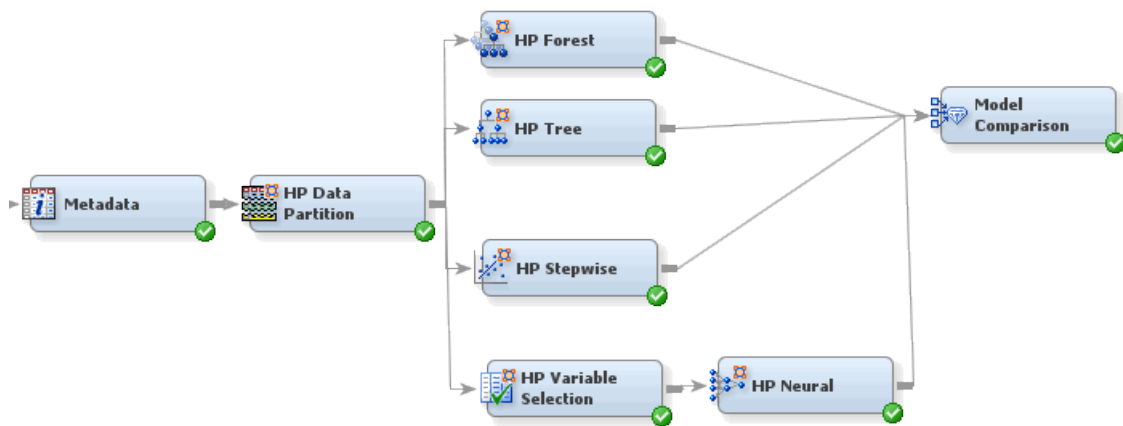 HP Forest
HP Tree
Model
Comparison
Metadata
HP Data
Partition
HP Stepwise
HP Variable
Selection
HP Neural